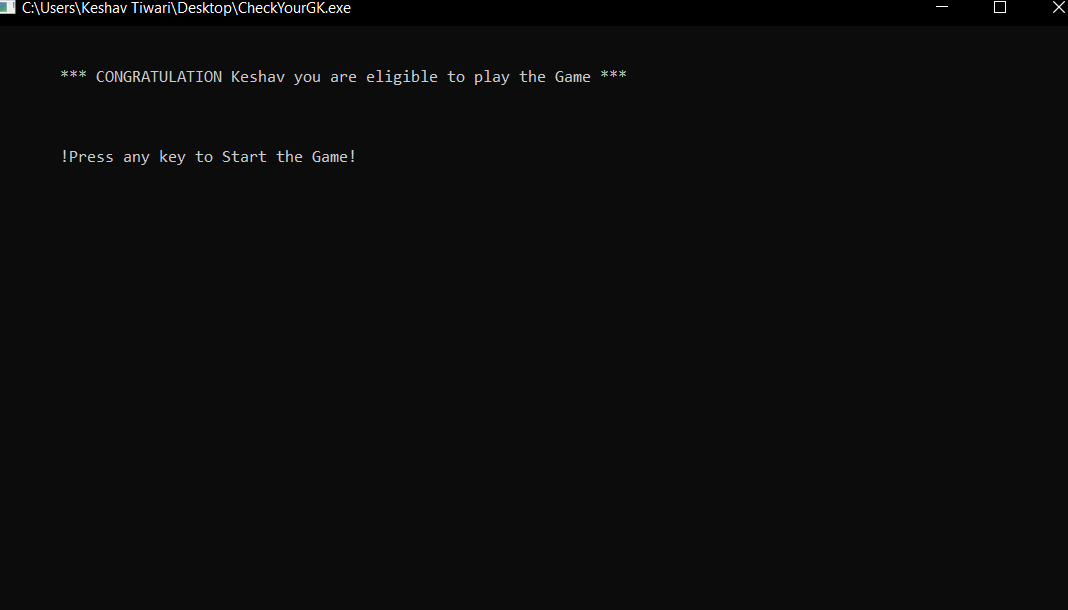 C:\Users\Keshav Tiwari\Desktop\CheckYourGK.exe
*** CONGRATULATION Keshav you are eligible to play the Game ***
!Press any key to Start the Game!